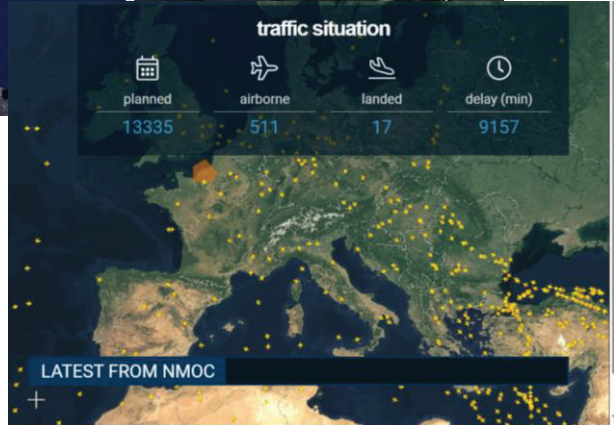 traffic situation
planned airborne landed delay (min)
13335 511 17 9157
LATEST FROM NMOC